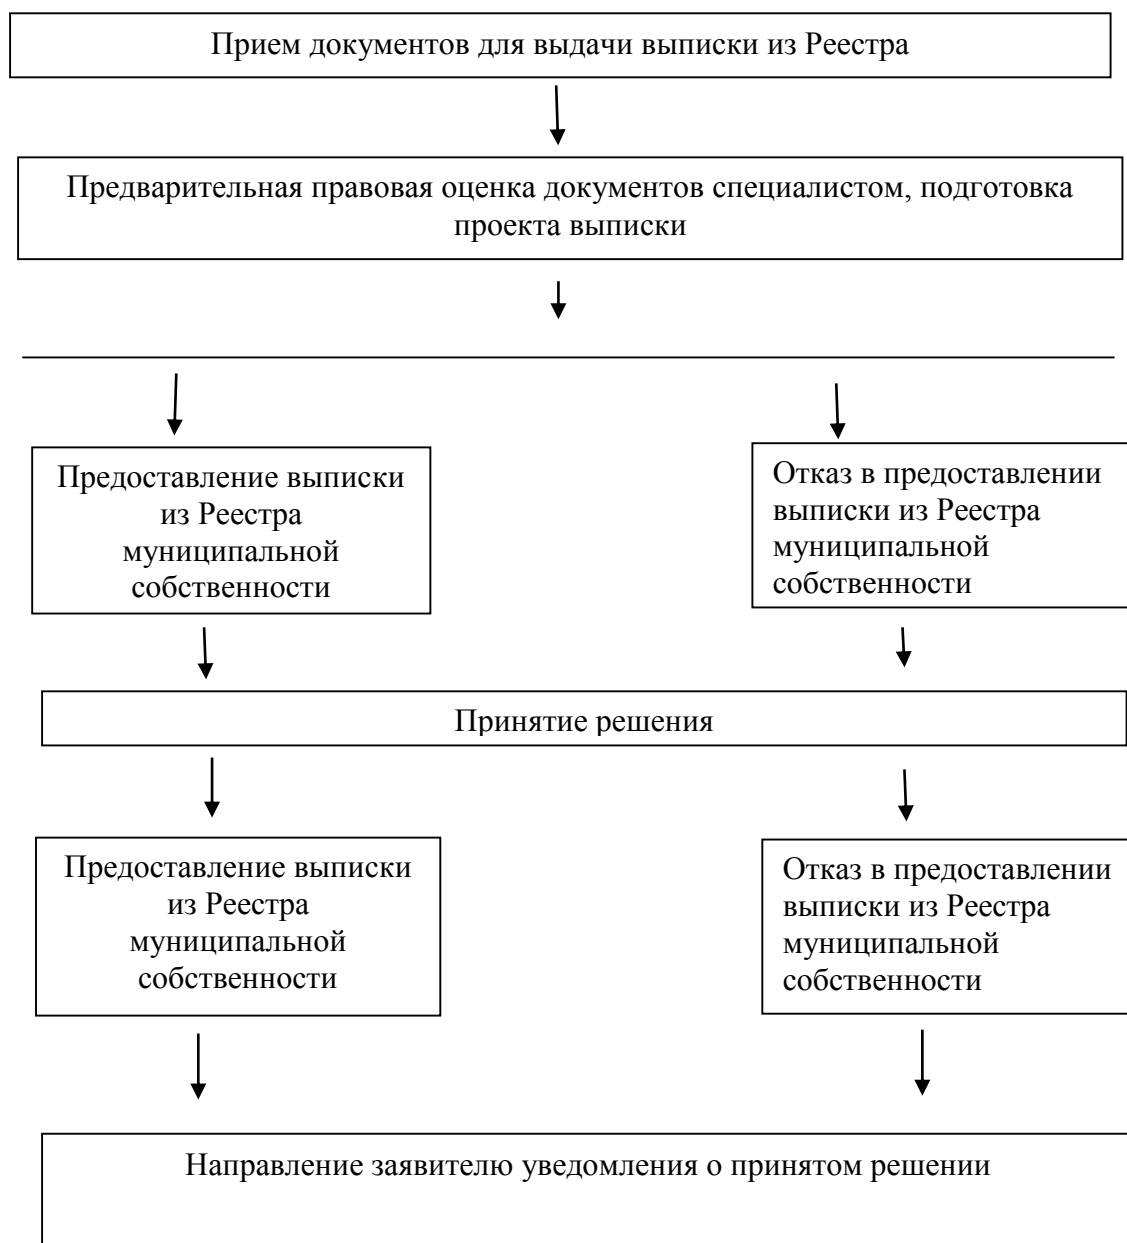 Прием документов для выдачи выписки из Реестра
Предварительная правовая оценка документов специалистом, подготовка
проекта выписки
Предоставление выписки
из Реестра
муниципальной
собственности
Отказ в предоставлении
выписки из Реестра
муниципальной
собственности
Принятие решения
Предоставление выписки
из Реестра
муниципальной
собственности
Отказ в предоставлении
выписки из Реестра
муниципальной
собственности
Направление заявителю уведомления о принятом решении